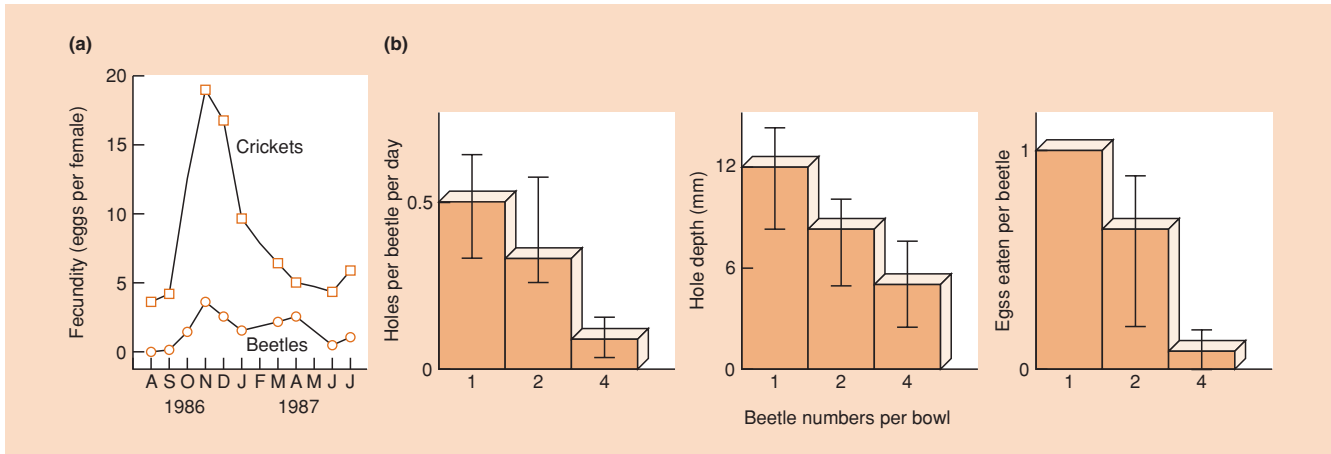 (a)
Fecundity (eggs per female)
20
15
10
5
0
Crickets
Beetles
A S O N D J F M A M J J
1986 1987
(b)
Holes per beetle per day
0.5
0
1 2 4
Hole depth (mm)
12
6
0
1 2 4
Egss eaten per beetle
1
0
1 2 4
Beetle numbers per bowl